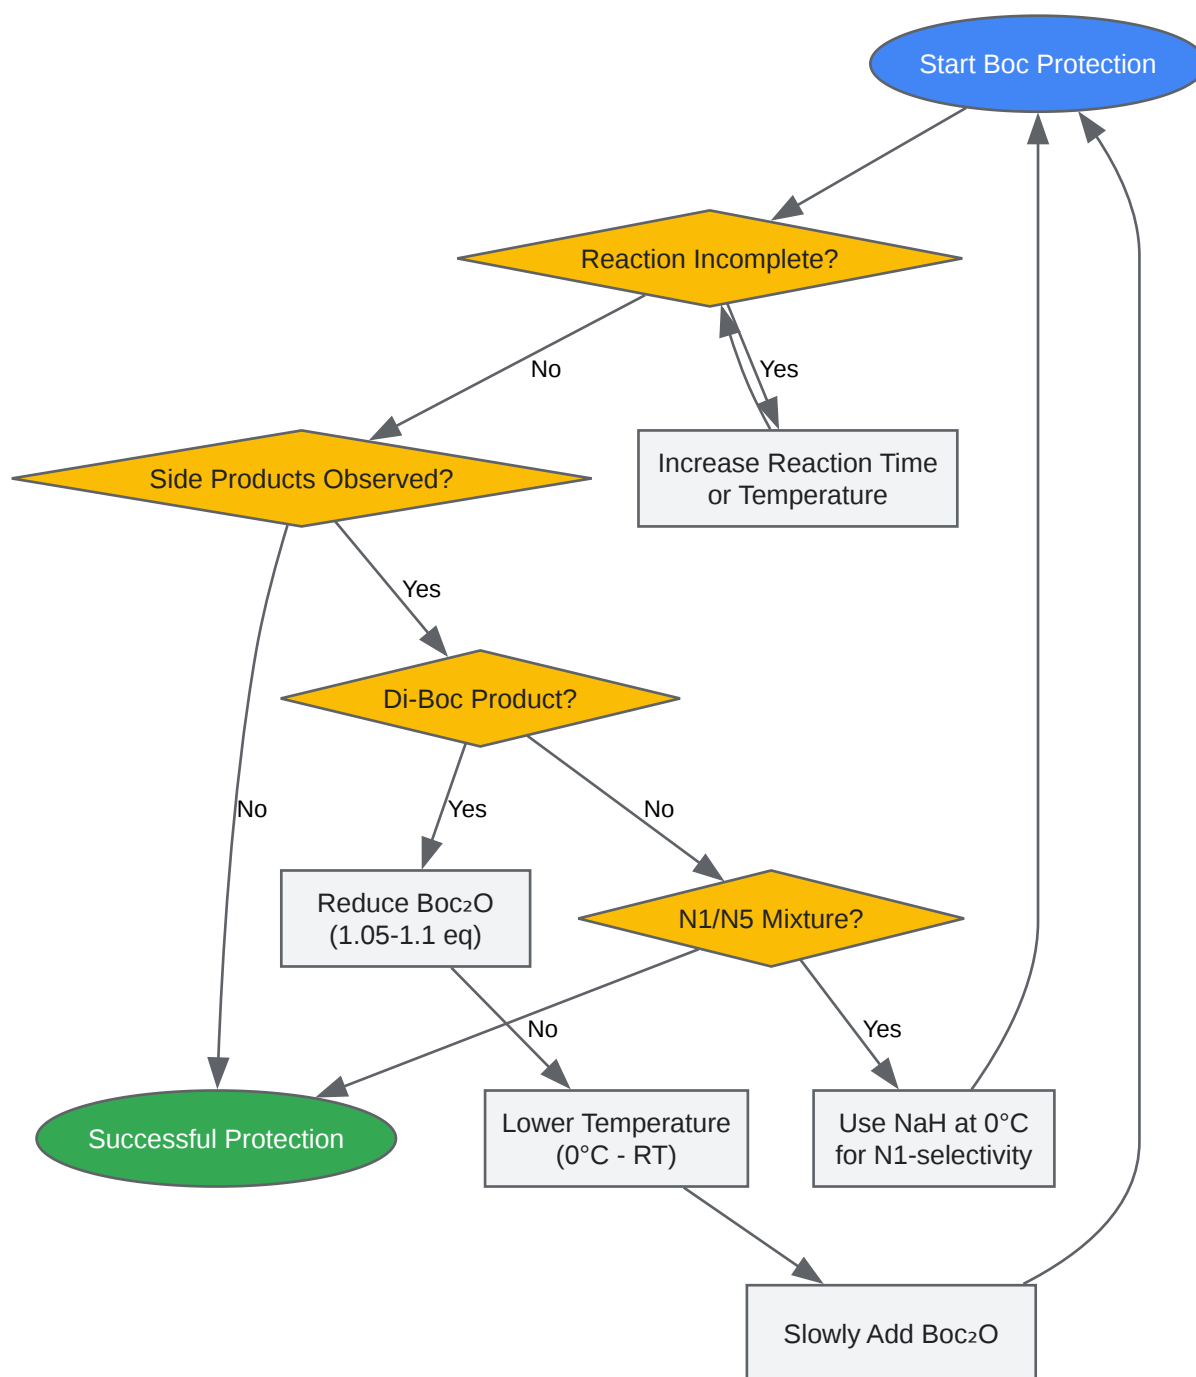 Start Boc Protection
Reaction Incomplete?
No
Yes
Increase Reaction Time
or Temperature
Side Products Observed?
Yes
Di-Boc Product?
No
Yes
No
Reduce Boc₂O
(1.05-1.1 eq)
N1/N5 Mixture?
No
Yes
Successful Protection
Lower Temperature
(0°C - RT)
Use NaH at 0°C
for N1-selectivity
Slowly Add Boc₂O